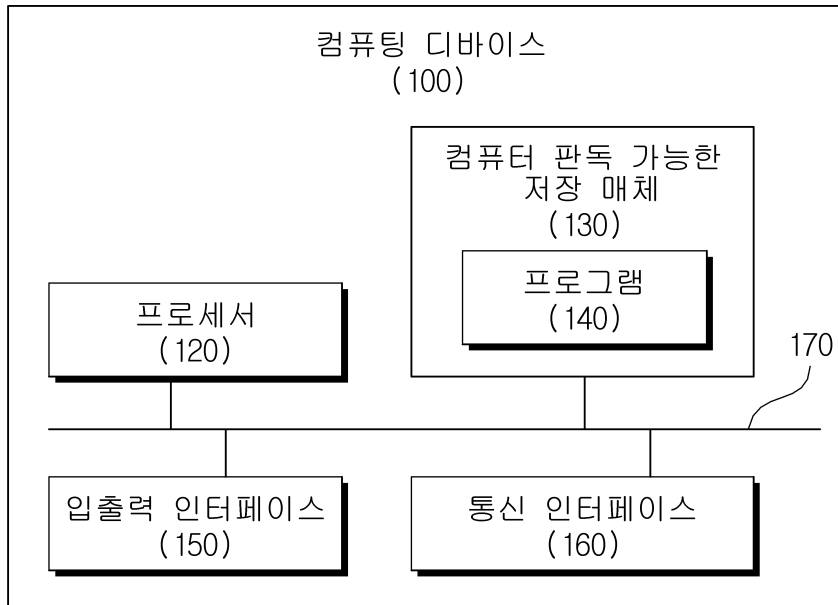 컴퓨팅 디바이스
(100)
컴퓨터 판독 가능한
저장 매체
(130)
프로그램
(140)
프로세서
(120)
170
입출력 인터페이스
(150)
통신 인터페이스
(160)